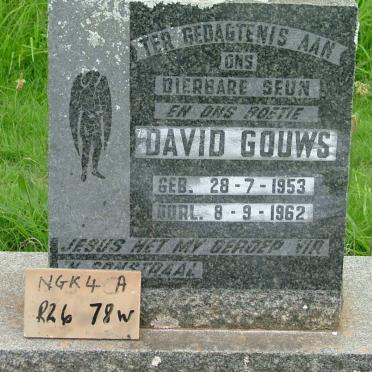 TER GEDAGTENIS AAN
ONS
DIERBARE SEUN
EN ONS BOETIE
DAVID GOUWS
GEB. 28-7-1953
OORL. 8-9-1962
JESUS HET MY GEROEP VIR
'N SONSTRAAL
NGK4 A
R26 78W